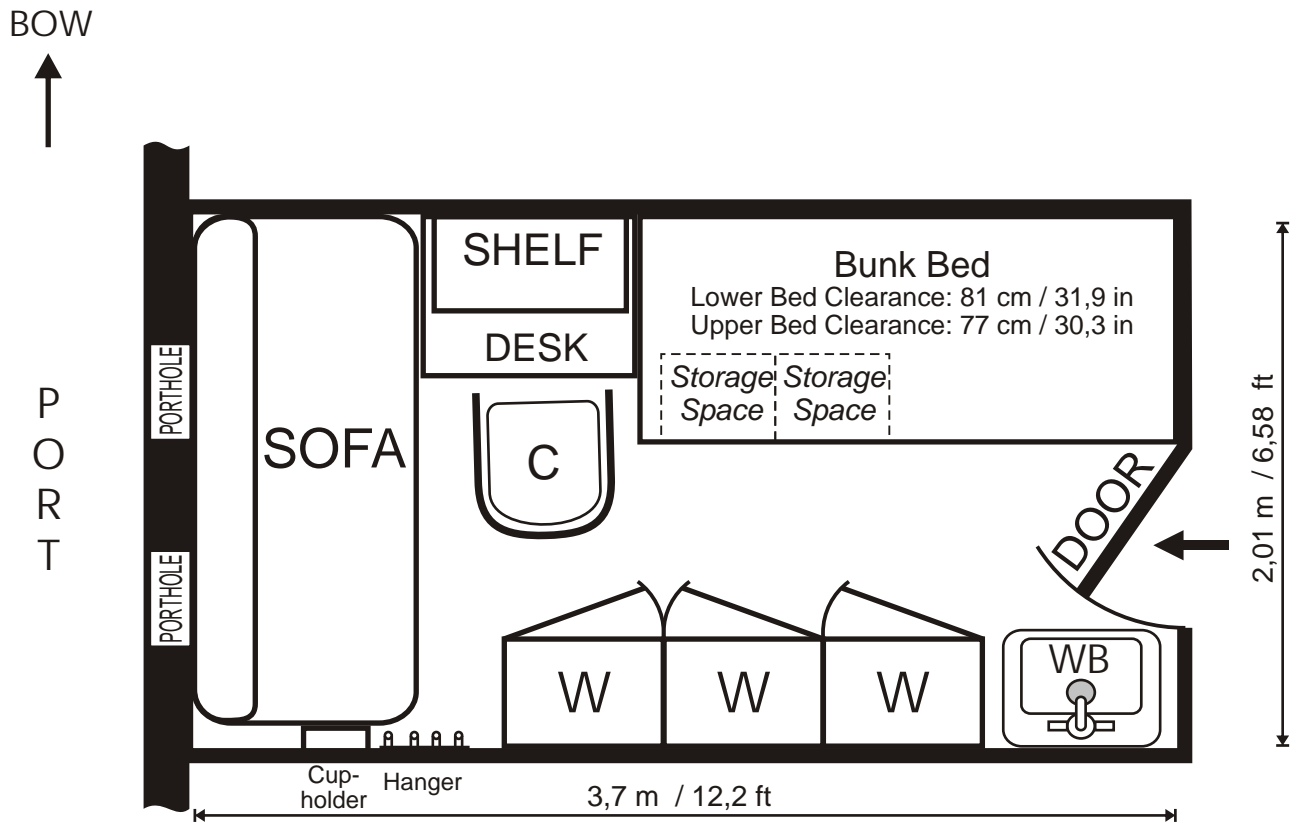 BOW
PORT
PORTHOLE
PORTHOLE
SOFA
SHELF
DESK
C
Bunk Bed
Lower Bed Clearance: 81 cm / 31,9 in
Upper Bed Clearance: 77 cm / 30,3 in
Storage Storage
Space Space
DOOR
2,01 m / 6,58 ft
W W W
WB
Cup-
holder
Hanger
3,7 m / 12,2 ft